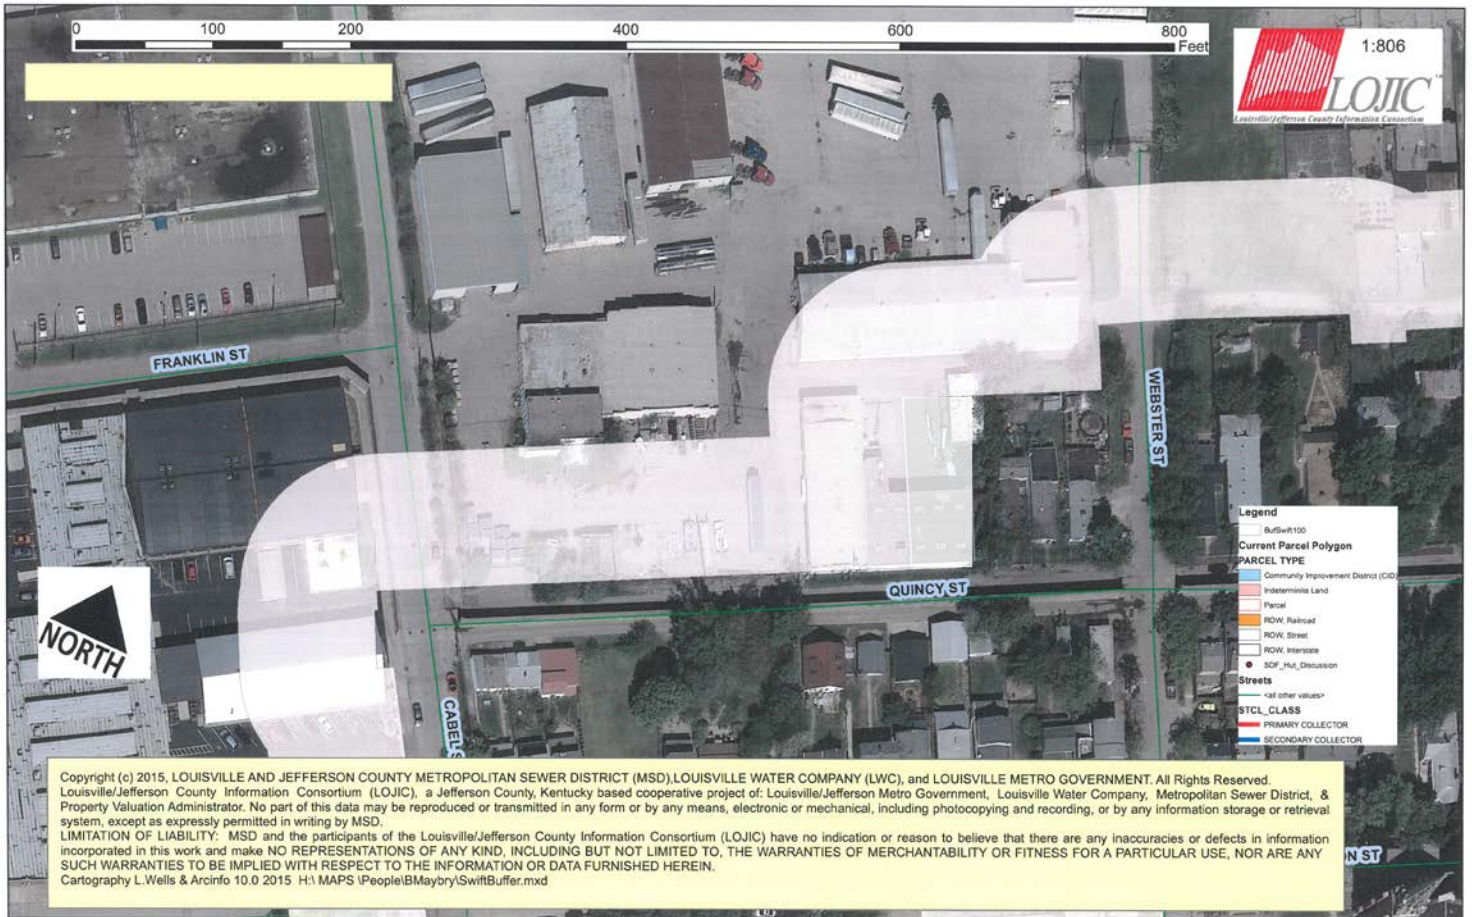 0 100 200 400 600 800
Feet
1:806
LOJIC
Louisville/Jefferson County Information Consortium
FRANKLIN ST
WEBSTER ST
QUINCY ST
NORTH
CABEL S
Legend
BufSwift100
Current Parcel Polygon
PARCEL TYPE
Community Improvement District (CID)
Indeterminite Land
Parcel
ROW, Railroad
ROW, Street
ROW, Interstate
SDF_Hut_Discussion
Streets
<all other values>
STCL_CLASS
PRIMARY COLLECTOR
SECONDARY COLLECTOR
Copyright (c) 2015, LOUISVILLE AND JEFFERSON COUNTY METROPOLITAN SEWER DISTRICT (MSD),LOUISVILLE WATER COMPANY (LWC), and LOUISVILLE METRO GOVERNMENT. All Rights Reserved.
Louisville/Jefferson County Information Consortium (LOJIC), a Jefferson County, Kentucky based cooperative project of: Louisville/Jefferson Metro Government, Louisville Water Company, Metropolitan Sewer District, &
Property Valuation Administrator. No part of this data may be reproduced or transmitted in any form or by any means, electronic or mechanical, including photocopying and recording, or by any information storage or retrieval
system, except as expressly permitted in writing by MSD.
LIMITATION OF LIABILITY: MSD and the participants of the Louisville/Jefferson County Information Consortium (LOJIC) have no indication or reason to believe that there are any inaccuracies or defects in information
incorporated in this work and make NO REPRESENTATIONS OF ANY KIND, INCLUDING BUT NOT LIMITED TO, THE WARRANTIES OF MERCHANTABILITY OR FITNESS FOR A PARTICULAR USE, NOR ARE ANY
SUCH WARRANTIES TO BE IMPLIED WITH RESPECT TO THE INFORMATION OR DATA FURNISHED HEREIN.
Cartography L.Wells & Arcinfo 10.0 2015 H:\ MAPS \People\BMaybry\SwiftBuffer.mxd
N ST